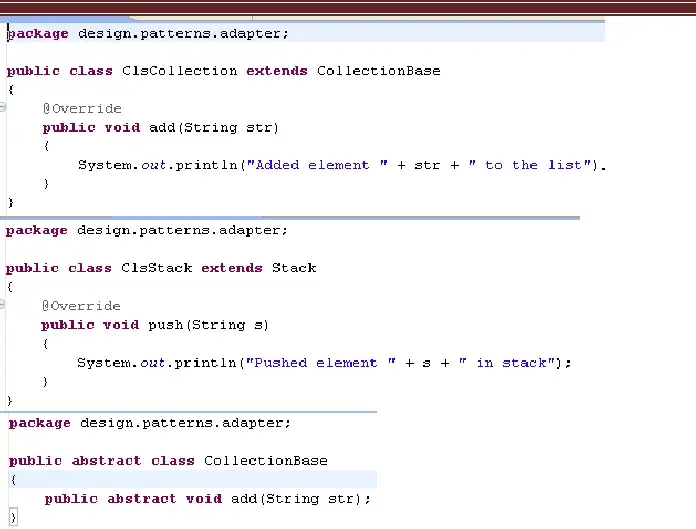 package design.patterns.adapter;
public class ClsCollection extends CollectionBase
{
@Override
public void add(String str)
{
System.out.println("Added element " + str + " to the list").
}
}
package design.patterns.adapter;
public class ClsStack extends Stack
{
@Override
public void push(String s)
{
System.out.println("Pushed element " + s + " in stack");
}
}
package design.patterns.adapter;
public abstract class CollectionBase
{
public abstract void add(String str);
}